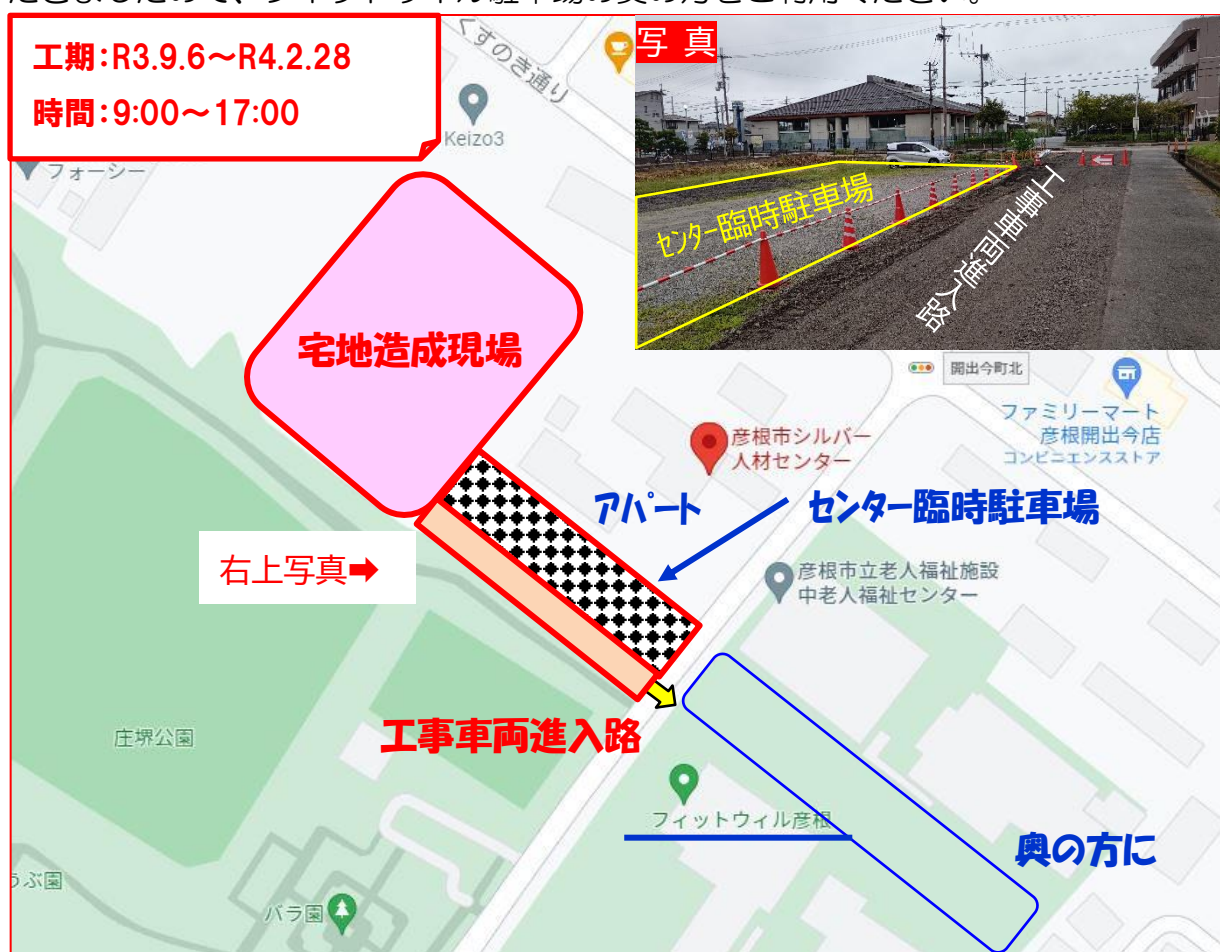 工期:R3.9.6～R4.2.28
時間:9:00～17:00
くすのき通り
写 真
Keizo3
フォーシー
センター臨時駐車場
工事車両進入路
宅地造成現場
開出今町北
ファミリーマート
彦根開出今店
コンビニエンスストア
彦根市シルバー
人材センター
アパート
センター臨時駐車場
右上写真➡
彦根市立老人福祉施設
中老人福祉センター
工事車両進入路
庄堺公園
フィットウィル彦根
奥の方に
うぶ園
バラ園